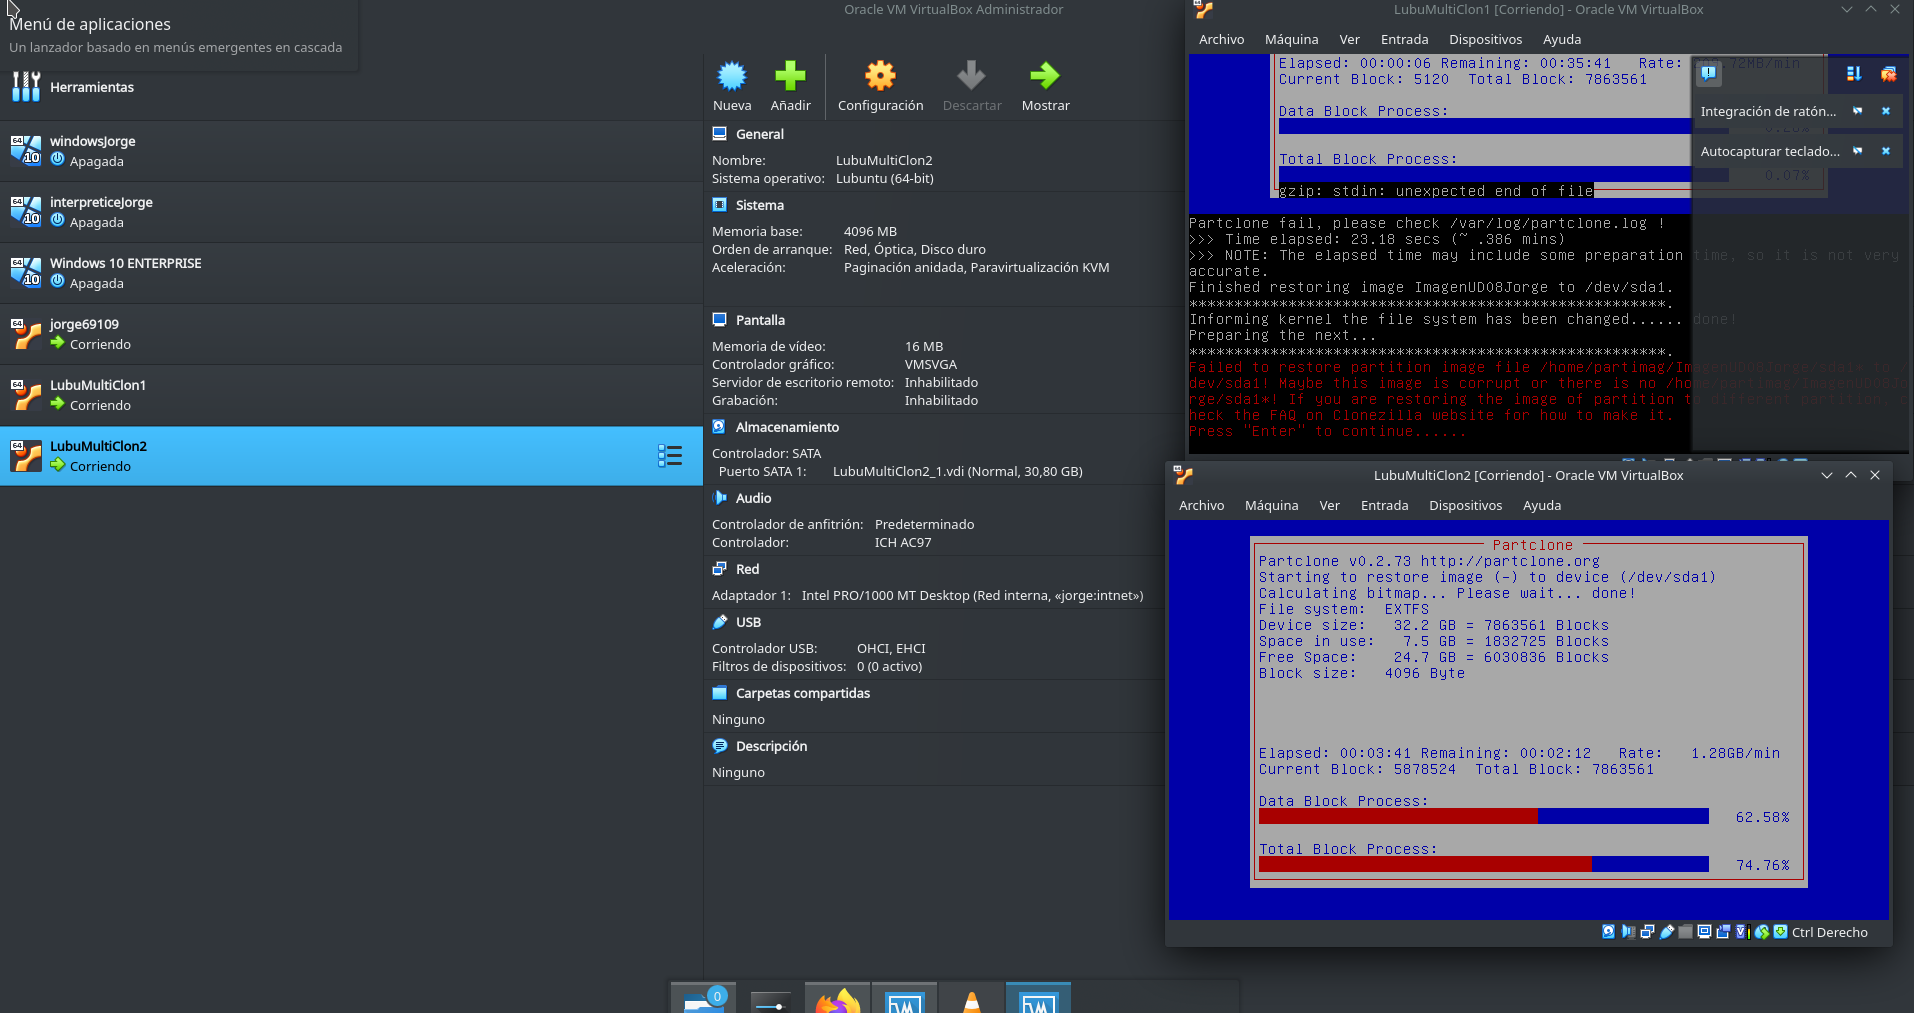 Menú de aplicaciones
Un lanzador basado en menús emergentes en cascada
Oracle VM VirtualBox Administrador
Herramientas
windowsJorge
Apagada
interpreticeJorge
Apagada
Windows 10 ENTERPRISE
Apagada
jorge69109
Corriendo
LubuMultiClon1
Corriendo
LubuMultiClon2
Corriendo
Nueva
Añadir
Configuración
Descartar
Mostrar
General
Nombre: LubuMultiClon2
Sistema operativo: Lubuntu (64-bit)
Sistema
Memoria base: 4096 MB
Orden de arranque: Red, Óptica, Disco duro
Aceleración: Paginación anidada, Paravirtualización KVM
Pantalla
Memoria de vídeo: 16 MB
Controlador gráfico: VMSVGA
Servidor de escritorio remoto: Inhabilitado
Grabación: Inhabilitado
Almacenamiento
Controlador: SATA
Puerto SATA 1: LubuMultiClon2_1.vdi (Normal, 30,80 GB)
Audio
Controlador de anfitrión: Predeterminado
Controlador: ICH AC97
Red
Adaptador 1: Intel PRO/1000 MT Desktop (Red interna, «jorge:intnet»)
USB
Controlador USB: OHCI, EHCI
Filtros de dispositivos: 0 (0 activo)
Carpetas compartidas
Ninguno
Descripción
Ninguno
LubuMultiClon1 [Corriendo] - Oracle VM VirtualBox
Archivo Máquina Ver Entrada Dispositivos Ayuda
Elapsed: 00:00:06 Remaining: 00:35:41 Rate:
Current Block: 5120 Total Block: 7863561
Data Block Process:
Integración de ratón...
Autocapturar teclado...
Total Block Process:
0.07%
gzip: stdin: unexpected end of file
Partclone fail, please check /var/log/partclone.log !
>>> Time elapsed: 23.18 secs (~ .386 mins)
>>> NOTE: The elapsed time may include some preparation time, so it is not very
accurate.
Finished restoring image ImagenUD08Jorge to /dev/sda1.
*****************************************************.
Informing kernel the file system has been changed...... done!
Preparing the next...
*****************************************************.
Failed to restore partition image file /home/partimag/ImagenUD08Jorge/sda1* to
dev/sda1! Maybe this image is corrupt or there is no /home/partimag/ImagenUD08Jo
rge/sda1*! If you are restoring the image of partition to different partition,
heck the FAQ on Clonezilla website for how to make it.
Press "Enter" to continue......
LubuMultiClon2 [Corriendo] - Oracle VM VirtualBox
Archivo Máquina Ver Entrada Dispositivos Ayuda
Partclone
Partclone v0.2.73 http://partclone.org
Starting to restore image (-) to device (/dev/sda1)
Calculating bitmap... Please wait... done!
File system: EXTFS
Device size: 32.2 GB = 7863561 Blocks
Space in use: 7.5 GB = 1832725 Blocks
Free Space: 24.7 GB = 6030836 Blocks
Block size: 4096 Byte
Elapsed: 00:03:41 Remaining: 00:02:12 Rate: 1.28GB/min
Current Block: 5878524 Total Block: 7863561
Data Block Process:
62.58%
Total Block Process:
74.76%
Ctrl Derecho
0